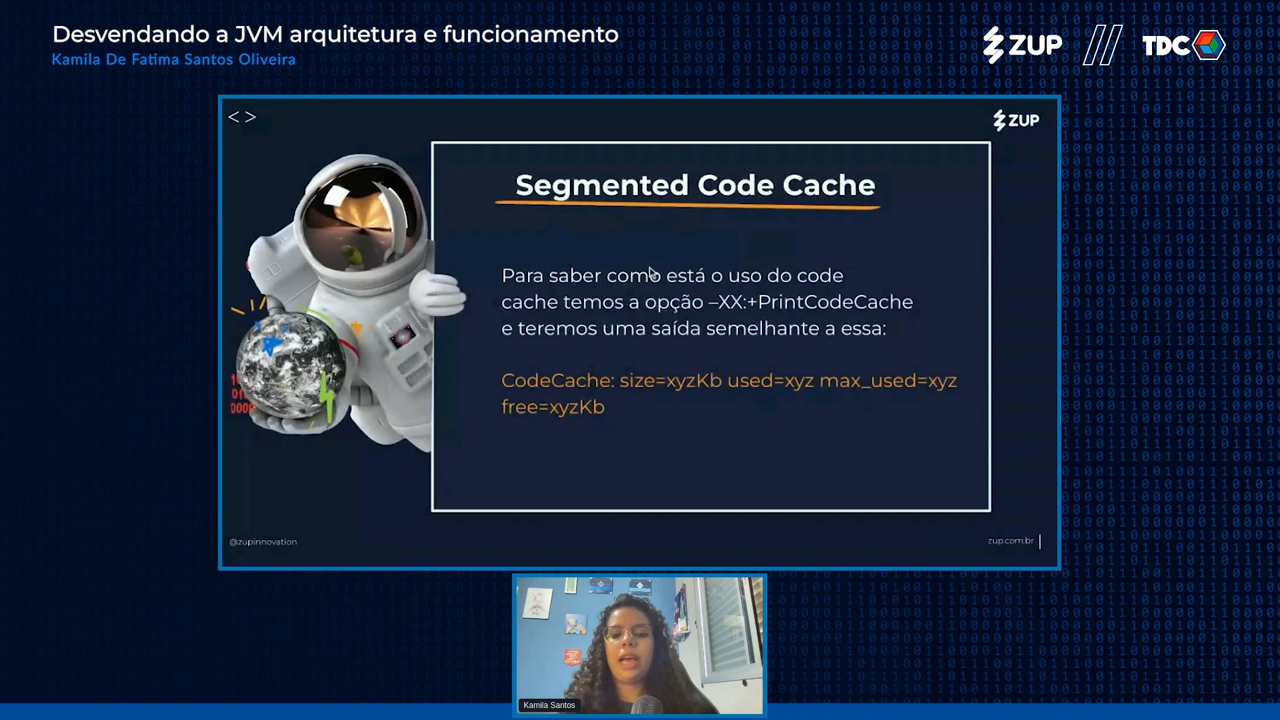 Desvendando a JVM arquitetura e funcionamento
Kamila De Fatima Santos Oliveira
ZUP
TDC
< >
ZUP
Segmented Code Cache
Para saber como está o uso do code
cache temos a opção –XX:+PrintCodeCache
e teremos uma saída semelhante a essa:
CodeCache: size=xyzKb used=xyz max_used=xyz
free=xyzKb
@zupinnovation
zup.com.br
Kamila Santos